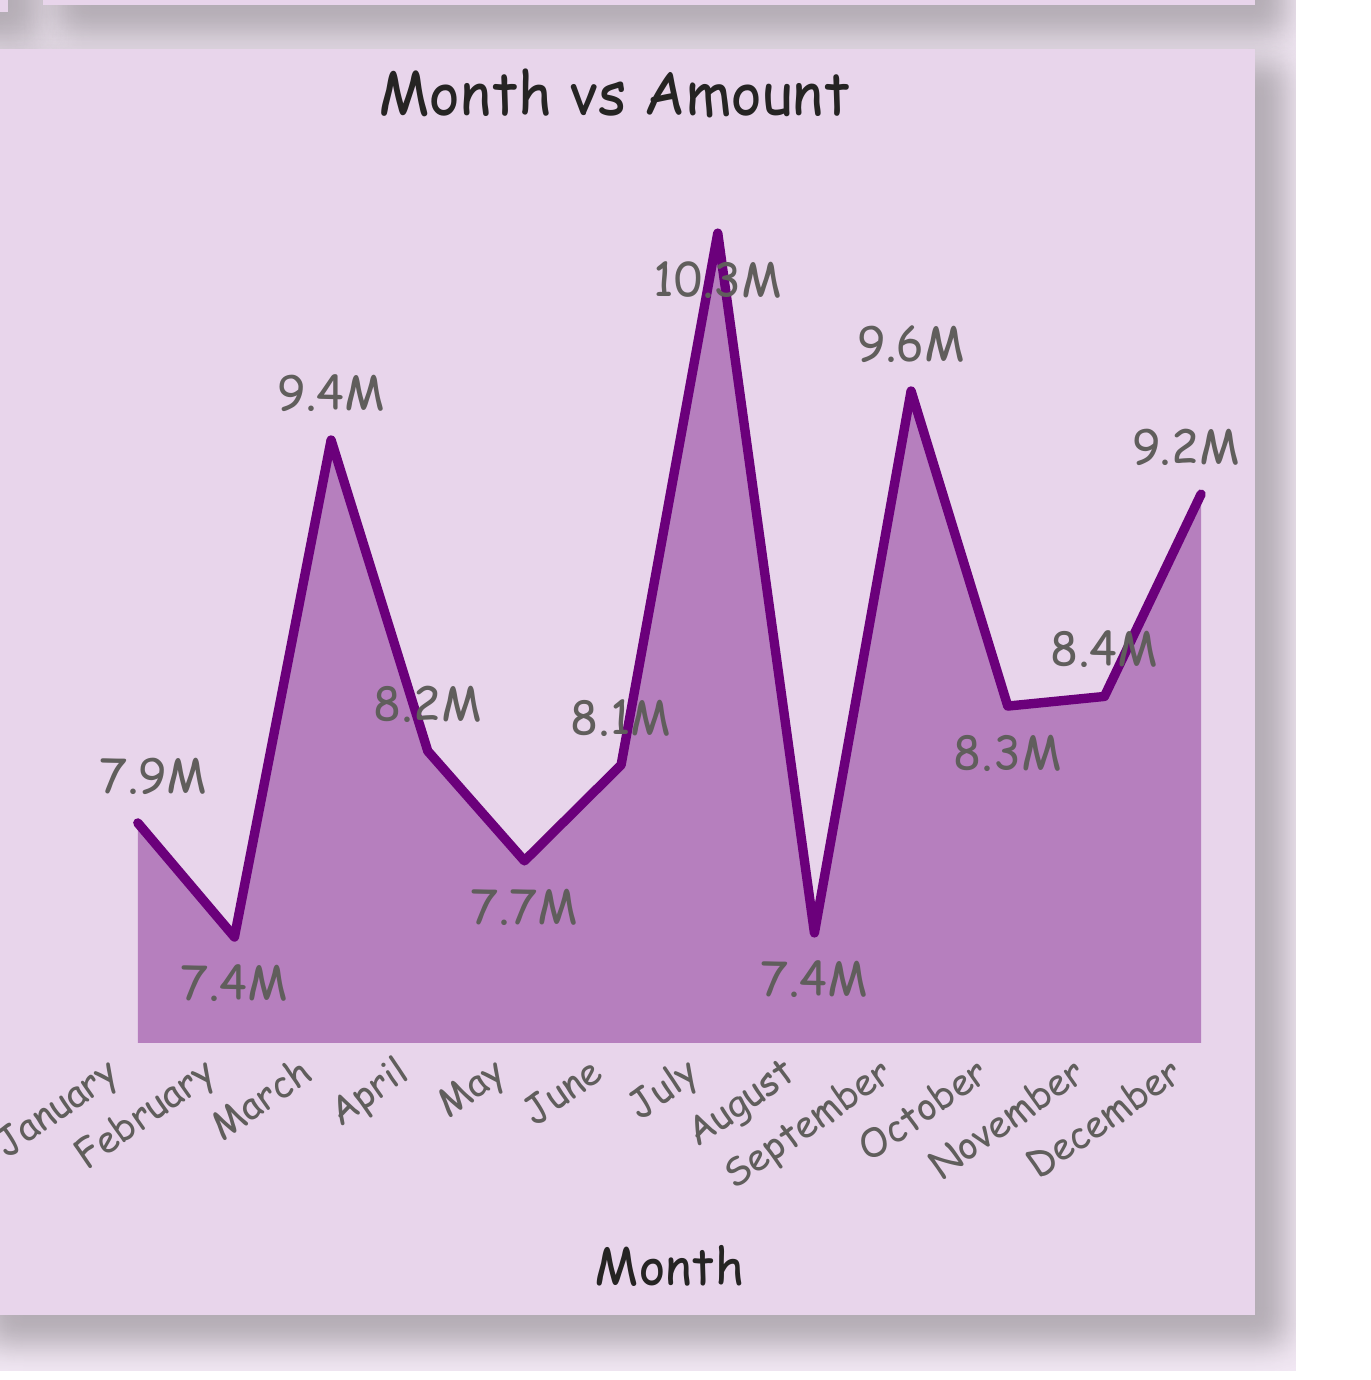 Month vs Amount
10.3M
9.6M
9.4M
9.2M
8.4M
8.2M
8.1M
8.3M
7.9M
7.7M
7.4M
7.4M
January
February
March
April
May
June
July
August
September
October
November
December
Month